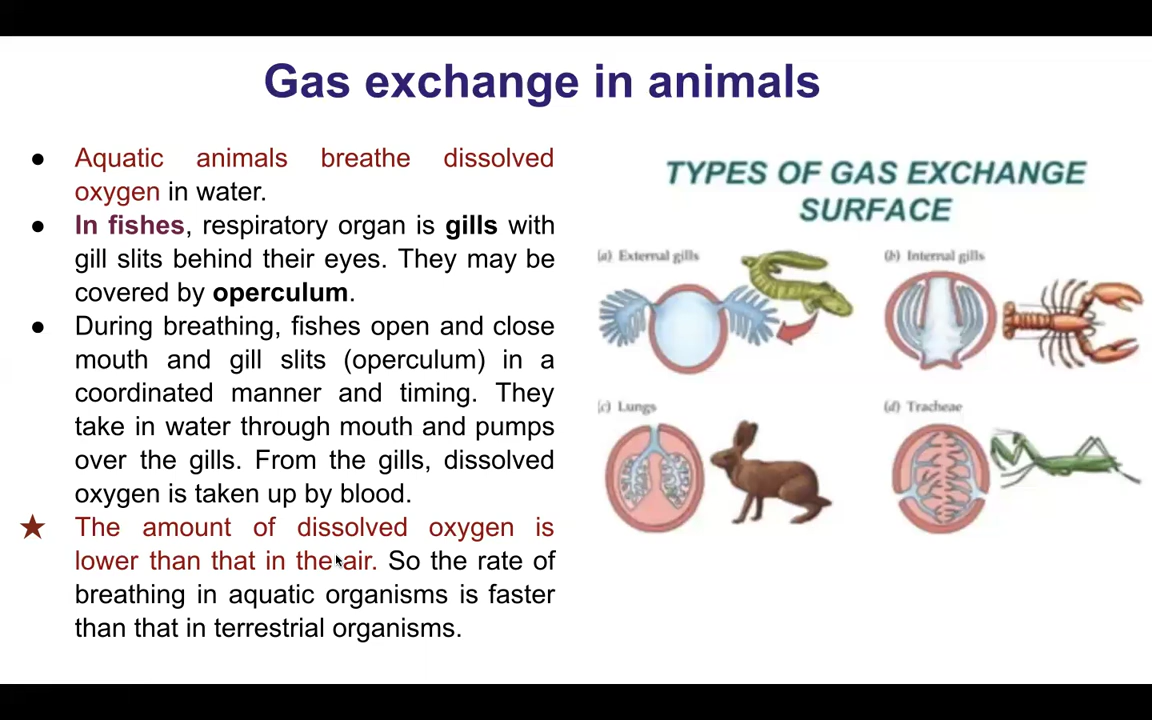 Gas exchange in animals
● Aquatic animals breathe dissolved
oxygen in water.
● In fishes, respiratory organ is gills with
gill slits behind their eyes. They may be
covered by operculum.
● During breathing, fishes open and close
mouth and gill slits (operculum) in a
coordinated manner and timing. They
take in water through mouth and pumps
over the gills. From the gills, dissolved
oxygen is taken up by blood.
★ The amount of dissolved oxygen is
lower than that in the air. So the rate of
breathing in aquatic organisms is faster
than that in terrestrial organisms.
TYPES OF GAS EXCHANGE
SURFACE
(a) External gills
(b) Internal gills
(c) Lungs
(d) Tracheae